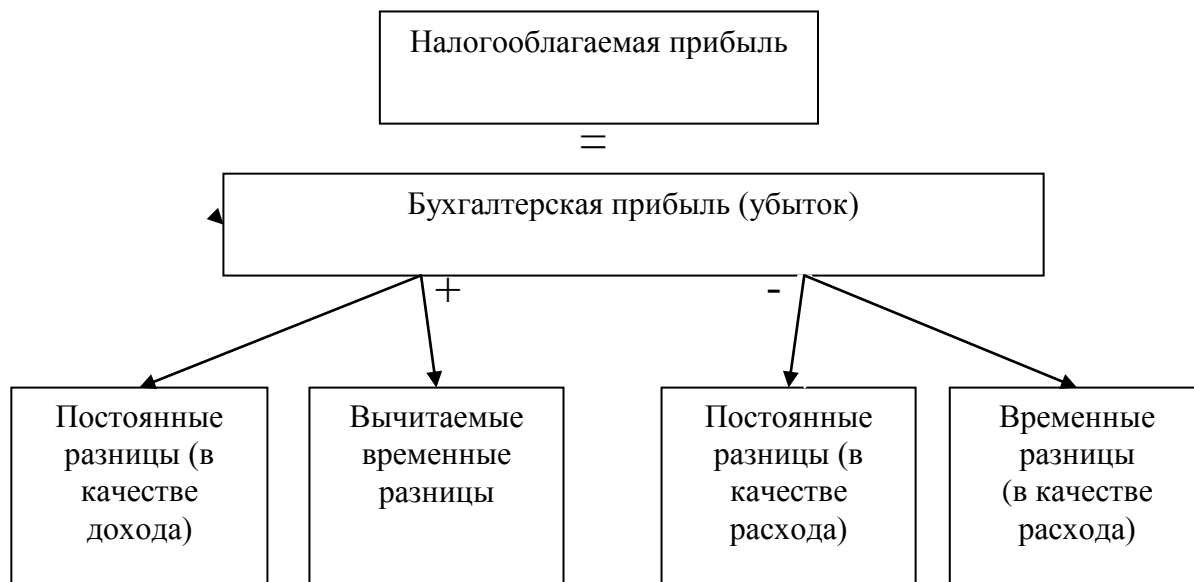 Налогооблагаемая прибыль
=
Бухгалтерская прибыль (убыток)
+
-
Постоянные
разницы (в
качестве
дохода)
Вычитаемые
временные
разницы
Постоянные
разницы (в
качестве
расхода)
Временные
разницы
(в качестве
расхода)